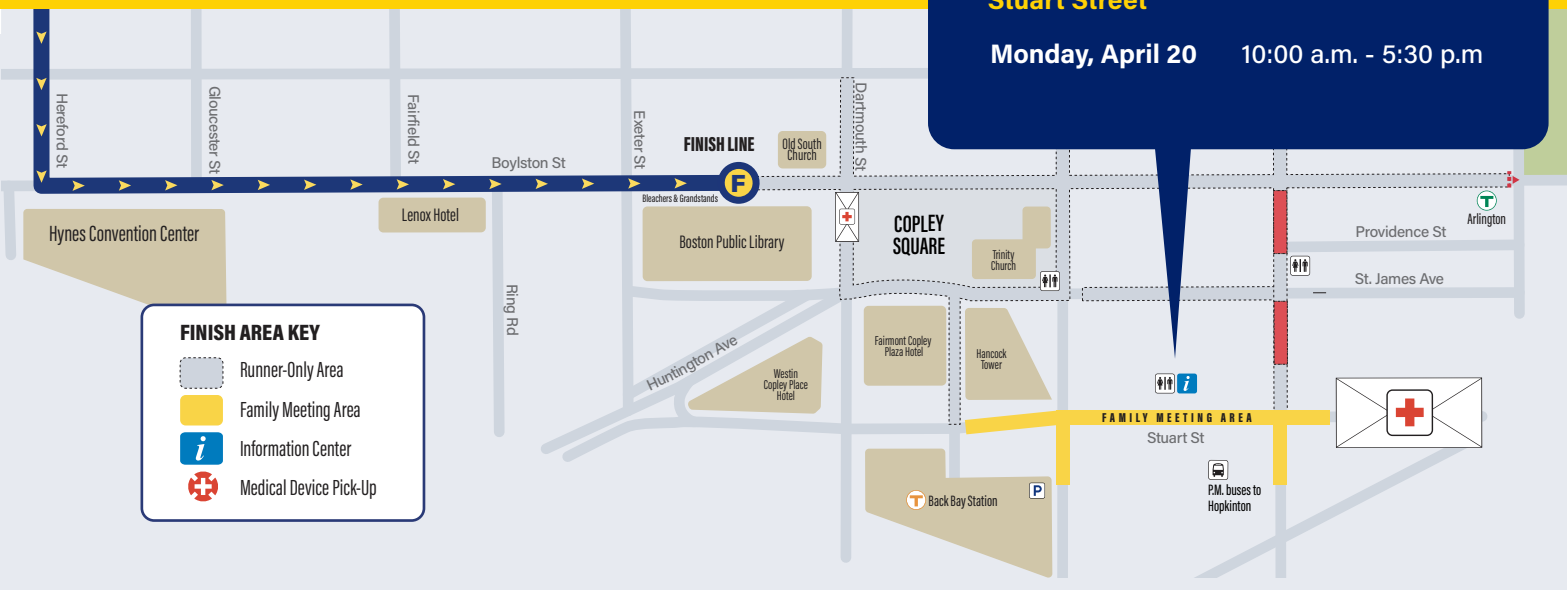 Stuart Street
Monday, April 20 10:00 a.m. - 5:30 p.m
Hereford St
Gloucester St
Fairfield St
Exeter St
Dartmouth St
Boylston St
FINISH LINE
F
Old South
Church
Bleachers & Grandstands
Hynes Convention Center
Lenox Hotel
Boston Public Library
COPLEY
SQUARE
Trinity
Church
T
Arlington
Providence St
St. James Ave
Ring Rd
Huntington Ave
Westin
Copley Place
Hotel
Fairmont Copley
Plaza Hotel
Hancock
Tower
i
FAMILY MEETING AREA
Stuart St
P.M. buses to
Hopkinton
T Back Bay Station
P
FINISH AREA KEY
Runner-Only Area
Family Meeting Area
i Information Center
Medical Device Pick-Up